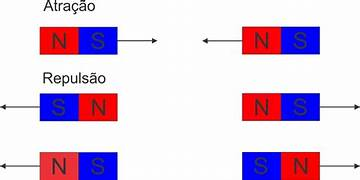 Atração
N S N S
Repulsão
S N N S
N S S N